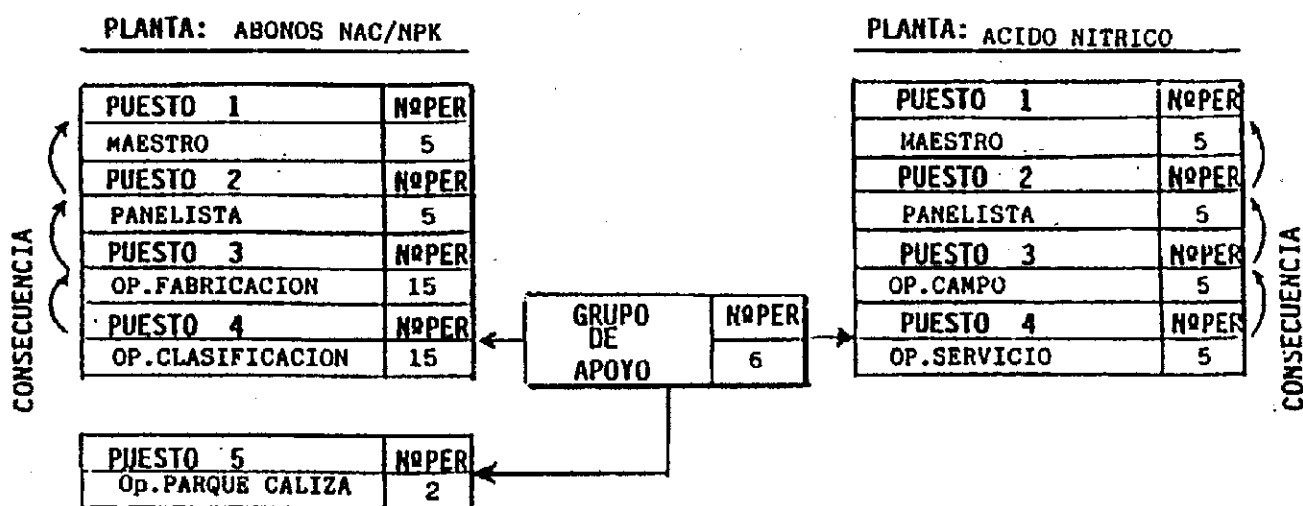 PLANTA: ABONOS NAC/NPK
PUESTO 1 NºPER
MAESTRO 5
PUESTO 2 NºPER
PANELISTA 5
PUESTO 3 NºPER
OP.FABRICACION 15
PUESTO 4 NºPER
OP.CLASIFICACION 15
CONSECUENCIA
PUESTO 5 NºPER
Op.PARQUE CALIZA 2
GRUPO DE APOYO NºPER
6
PLANTA: ACIDO NITRICO
PUESTO 1 NºPER
MAESTRO 5
PUESTO 2 NºPER
PANELISTA 5
PUESTO 3 NºPER
OP.CAMPO 5
PUESTO 4 NºPER
OP.SERVICIO 5
CONSECUENCIA